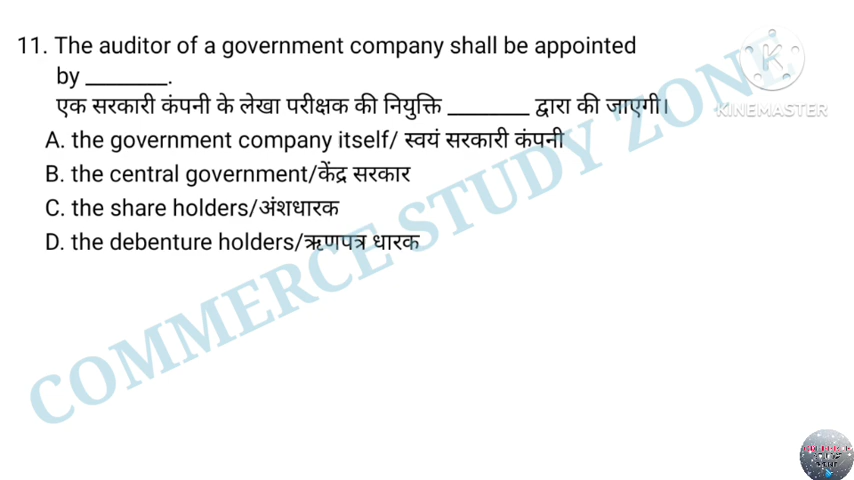 11. The auditor of a government company shall be appointed
by _______.
एक सरकारी कंपनी के लेखा परीक्षक की नियुक्ति _______ द्वारा की जाएगी।
A. the government company itself/ स्वयं सरकारी कंपनी
B. the central government/केंद्र सरकार
C. the share holders/अंशधारक
D. the debenture holders/ऋणपत्र धारक
K
KINEMASTER
COMMERCE STUDY ZONE